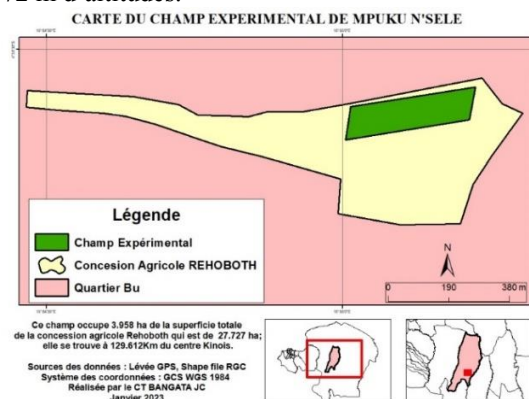 72 m d'altitudes.
CARTE DU CHAMP EXPERIMENTAL DE MPUKU N'SELE
Légende
Champ Expérimental
Concesion Agricole REHOBOTH
Quartier Bu
N
0 190 380 m
Ce champ occupe 3.958 ha de la superficie totale
de la concession agricole Rehoboth qui est de 27.727 ha;
elle se trouve à 129.612Km du centre Kinois.
Sources des données : Lévée GPS, Shape file RGC
Système des coordonnées : GCS WGS 1984
Réalisée par le CT BANGATA JC
Janvier 2023